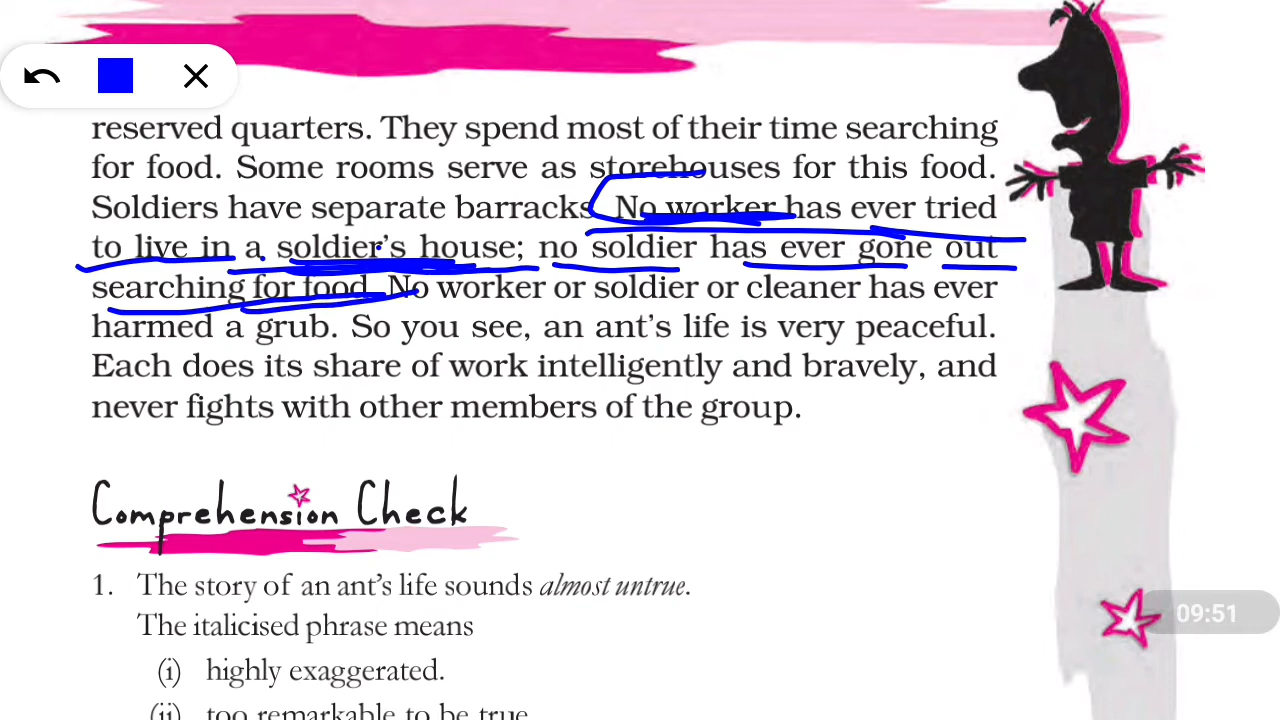 reserved quarters. They spend most of their time searching
for food. Some rooms serve as storehouses for this food.
Soldiers have separate barracks. No worker has ever tried
to live in a soldier's house; no soldier has ever gone out
searching for food. No worker or soldier or cleaner has ever
harmed a grub. So you see, an ant's life is very peaceful.
Each does its share of work intelligently and bravely, and
never fights with other members of the group.
Comprehension Check
1. The story of an ant's life sounds almost untrue.
The italicised phrase means
(i) highly exaggerated.
(ii) too remarkable to be true
09:51